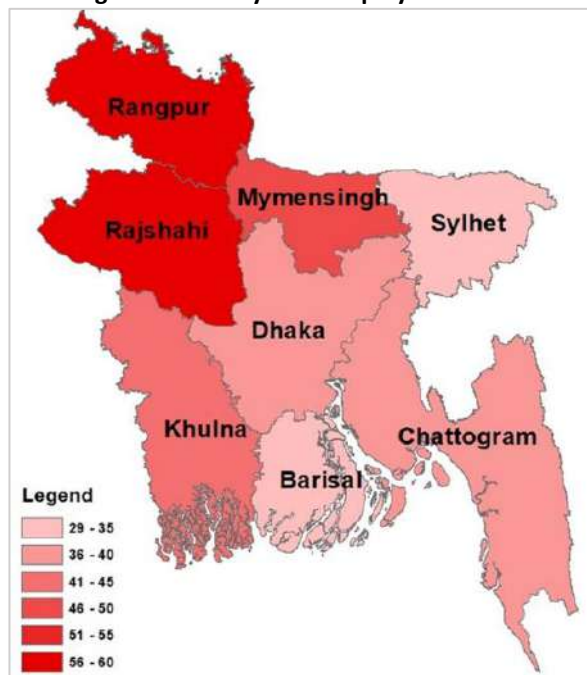 Rangpur
Mymensingh
Sylhet
Rajshahi
Dhaka
Khulna
Chattogram
Barisal
Legend
29 - 35
36 - 40
41 - 45
46 - 50
51 - 55
56 - 60